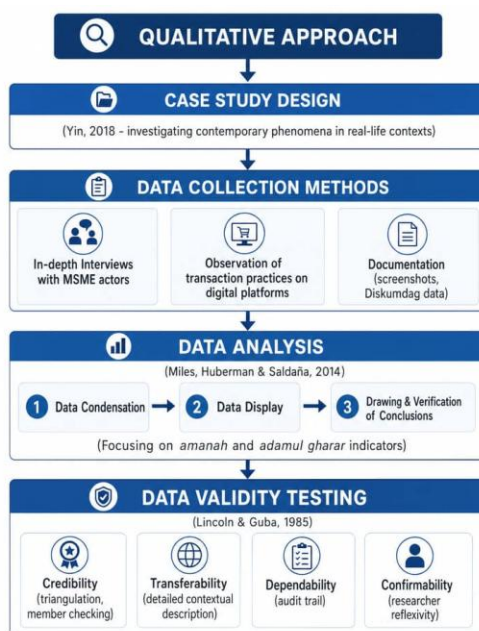 QUALITATIVE APPROACH
CASE STUDY DESIGN
(Yin, 2018 – investigating contemporary phenomena in real-life contexts)
DATA COLLECTION METHODS
In-depth Interviews
with MSME actors
Observation of
transaction practices on
digital platforms
Documentation
(screenshots,
Diskumdag data)
DATA ANALYSIS
(Miles, Huberman & Saldaña, 2014)
1 Data Condensation
2 Data Display
3 Drawing & Verification
of Conclusions
(Focusing on amanah and adamul gharar indicators)
DATA VALIDITY TESTING
(Lincoln & Guba, 1985)
Credibility
(triangulation,
member checking)
Transferability
(detailed contextual
description)
Dependability
(audit trail)
Confirmability
(researcher
reflexivity)